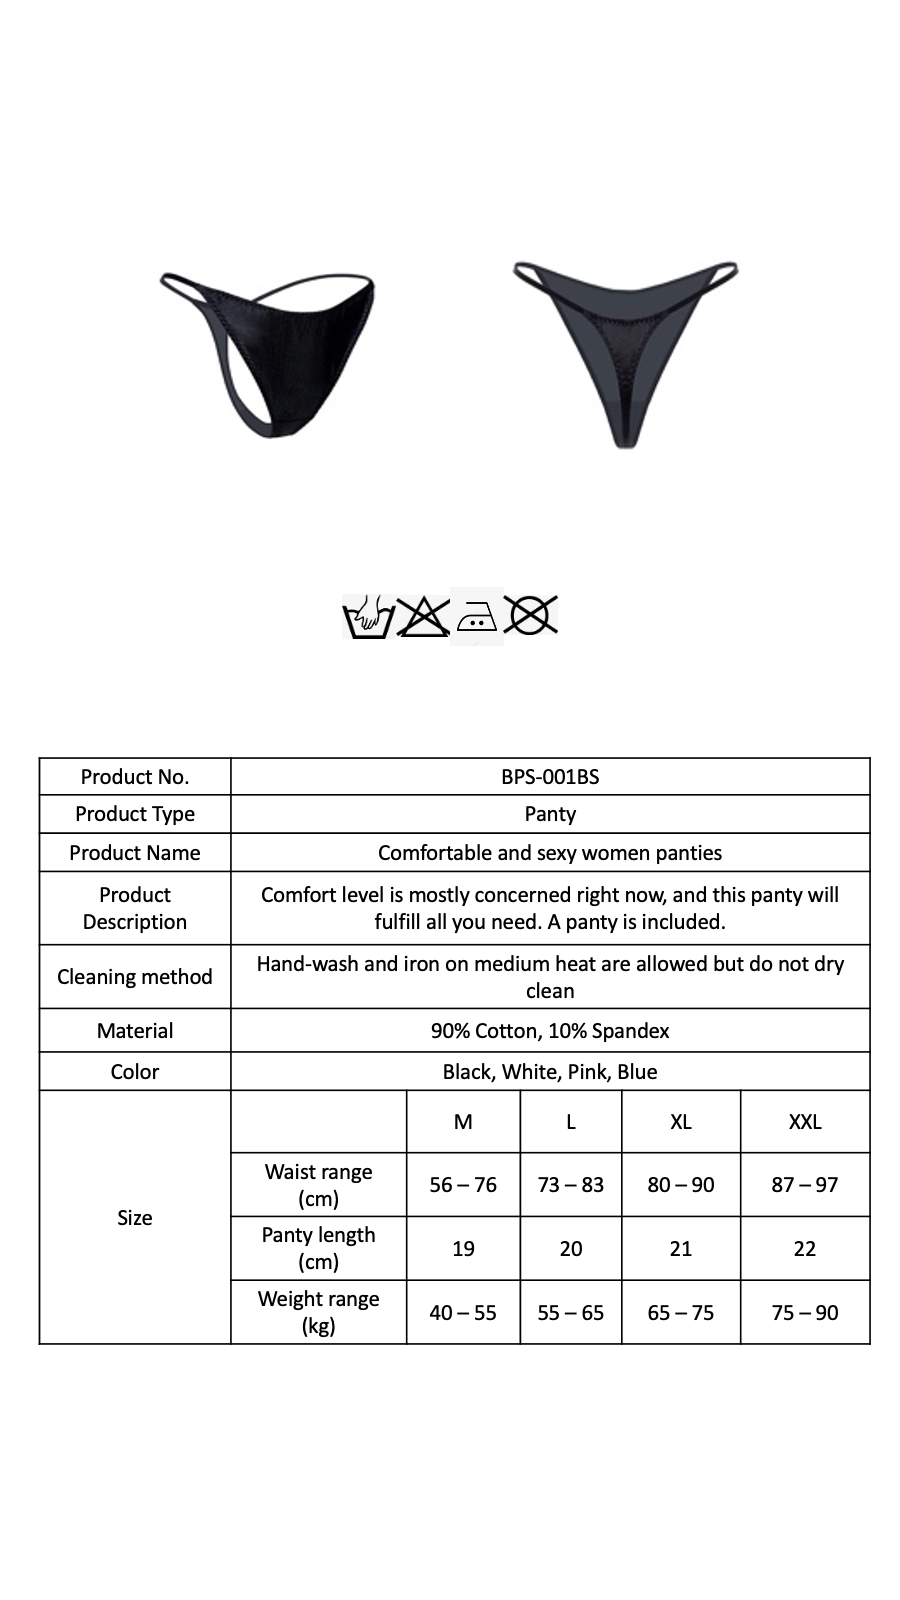 Product No.
BPS-001BS
Product Type
Panty
Product Name
Comfortable and sexy women panties
Product
Description
Comfort level is mostly concerned right now, and this panty will
fulfill all you need. A panty is included.
Cleaning method
Hand-wash and iron on medium heat are allowed but do not dry
clean
Material
90% Cotton, 10% Spandex
Color
Black, White, Pink, Blue
Size
M
L
XL
XXL
Waist range
(cm)
56 – 76
73 – 83
80 – 90
87 – 97
Panty length
(cm)
19
20
21
22
Weight range
(kg)
40 – 55
55 – 65
65 – 75
75 – 90